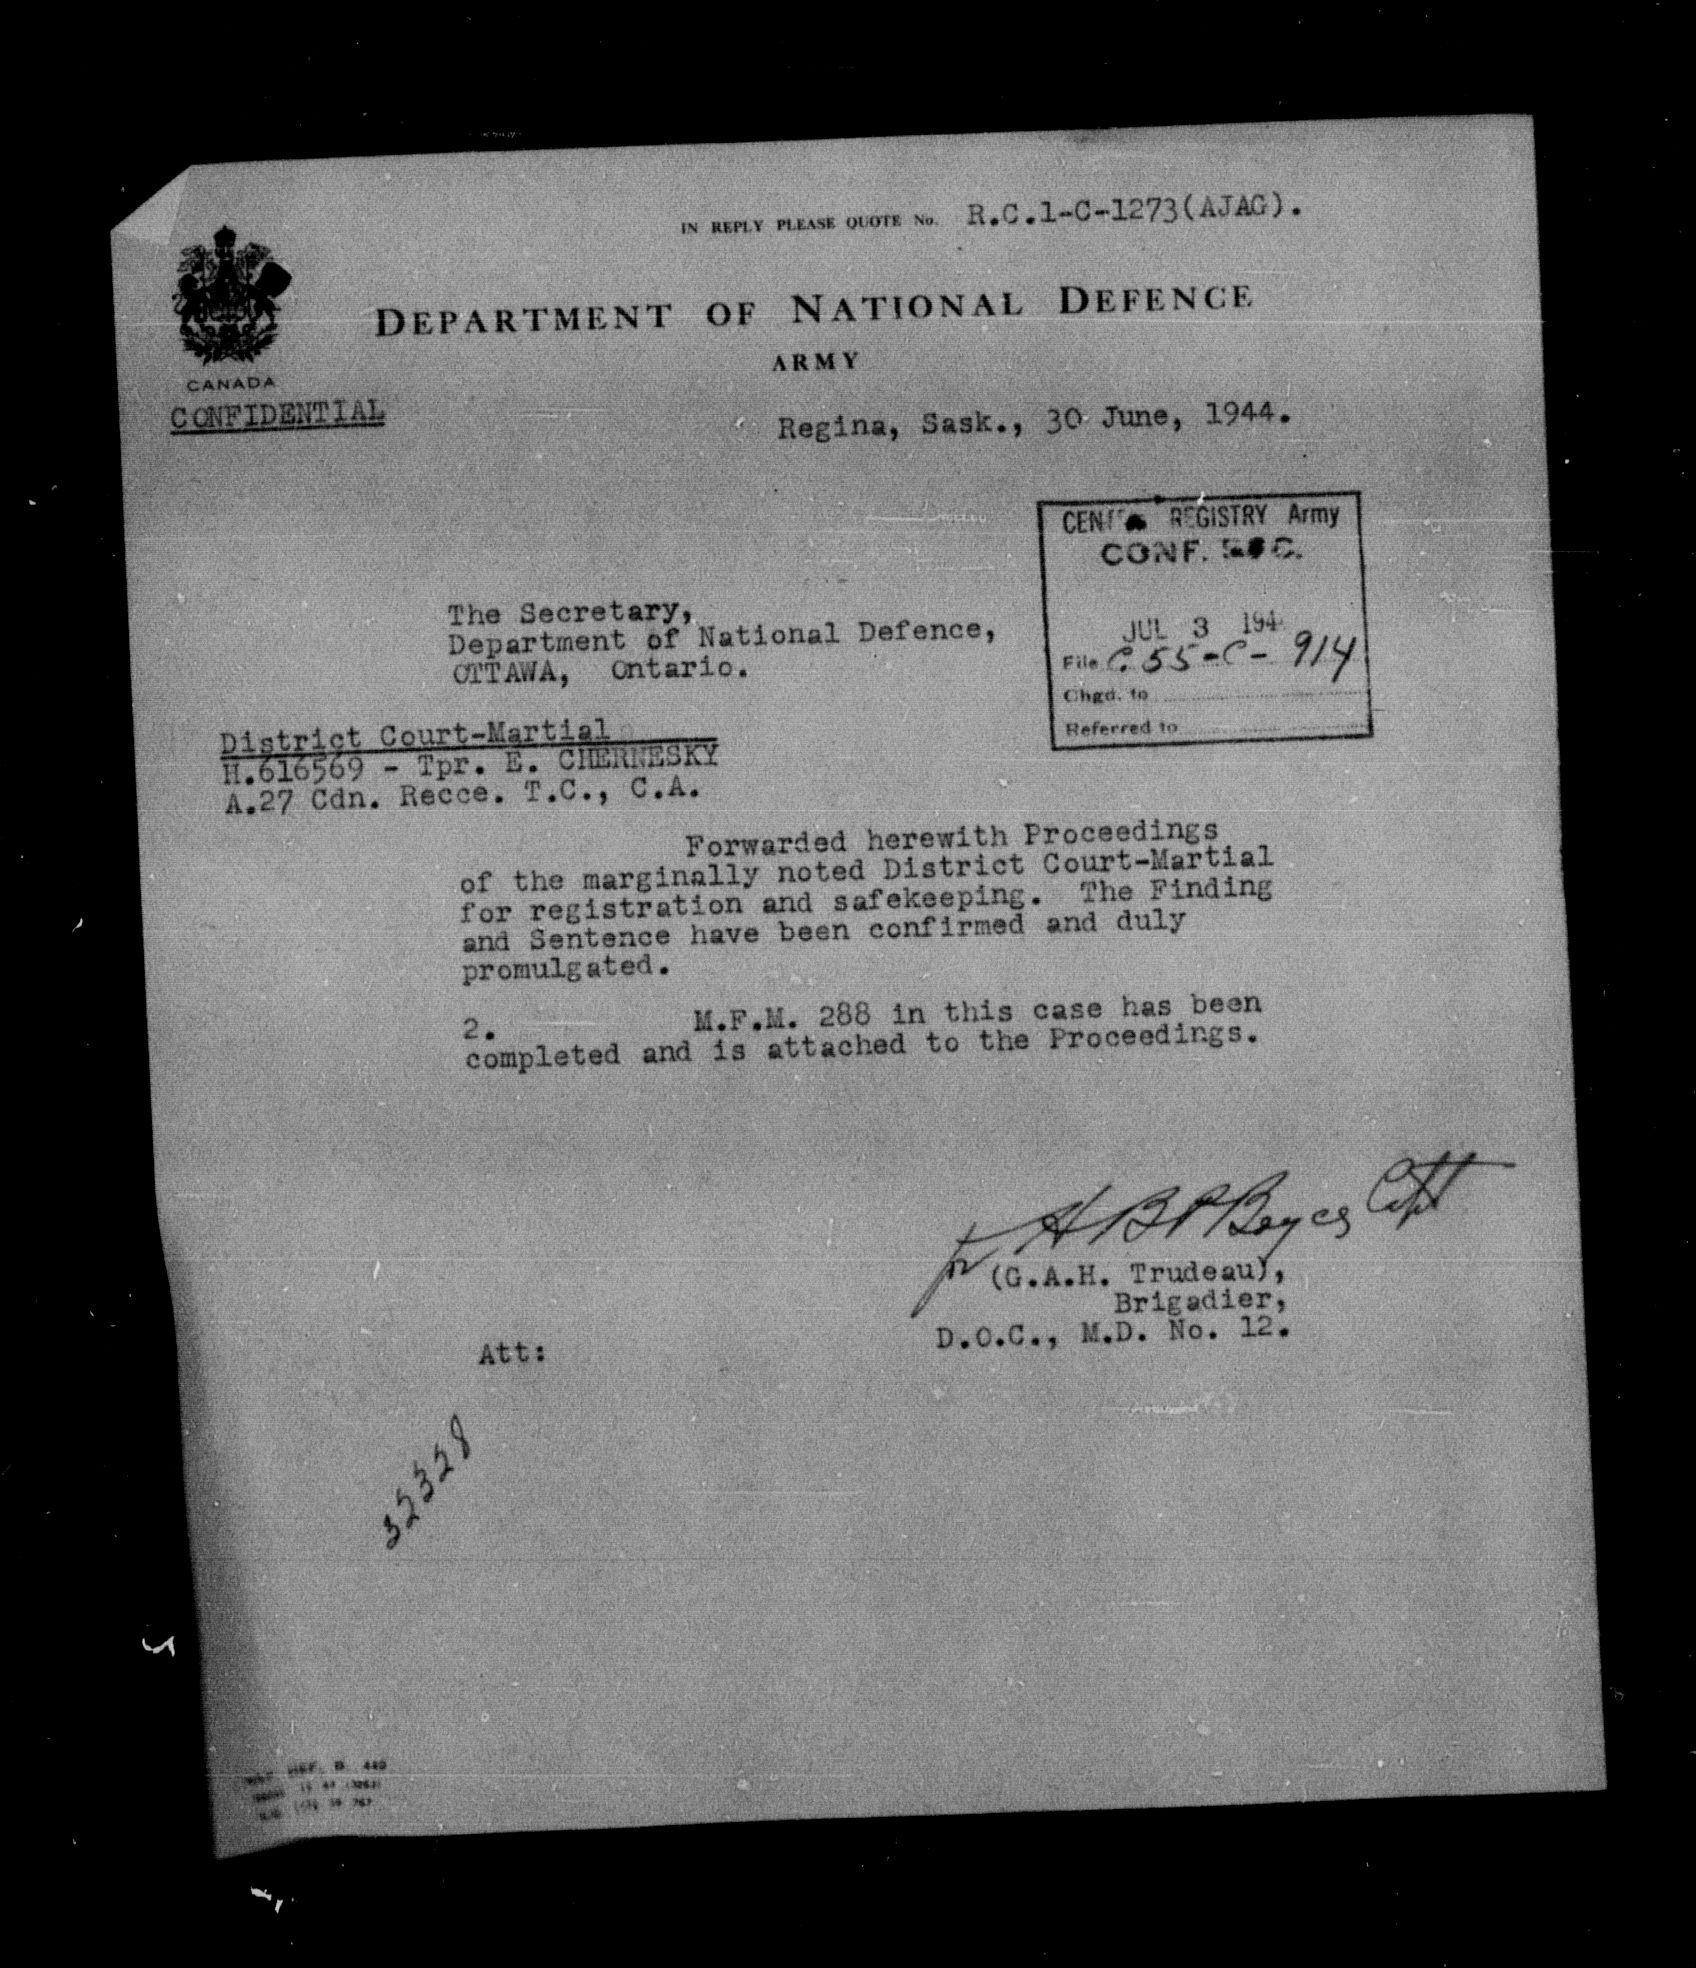 IN REPLY PLEASE QUOTE No. R.C.1-C-1273(AJAG).
DEPARTMENT OF NATIONAL DEFENCE
ARMY
CANADA
CONFIDENTIAL
Regina, Sask., 30 June, 1944.
REGISTRY Army
CONF.
JUL 3 194
File C. 55-C-914
Chgd. to
Referred to
The Secretary,
Department of National Defence,
OTTAWA, Ontario.
District Court-Martial
H.616569 - Tpr. E. CHERNESKY
A.27 Cdn. Recce. T.C., C.A.
Forwarded herewith Proceedings
of the marginally noted District Court-Martial
for registration and safekeeping. The Finding
and Sentence have been confirmed and duly
promulgated.
2. M.F.M. 288 in this case has been
completed and is attached to the Proceedings.
for H B P Boyces Capt
(G.A.H. Trudeau),
Brigadier,
D.O.C., M.D. No. 12.
Att:
32328